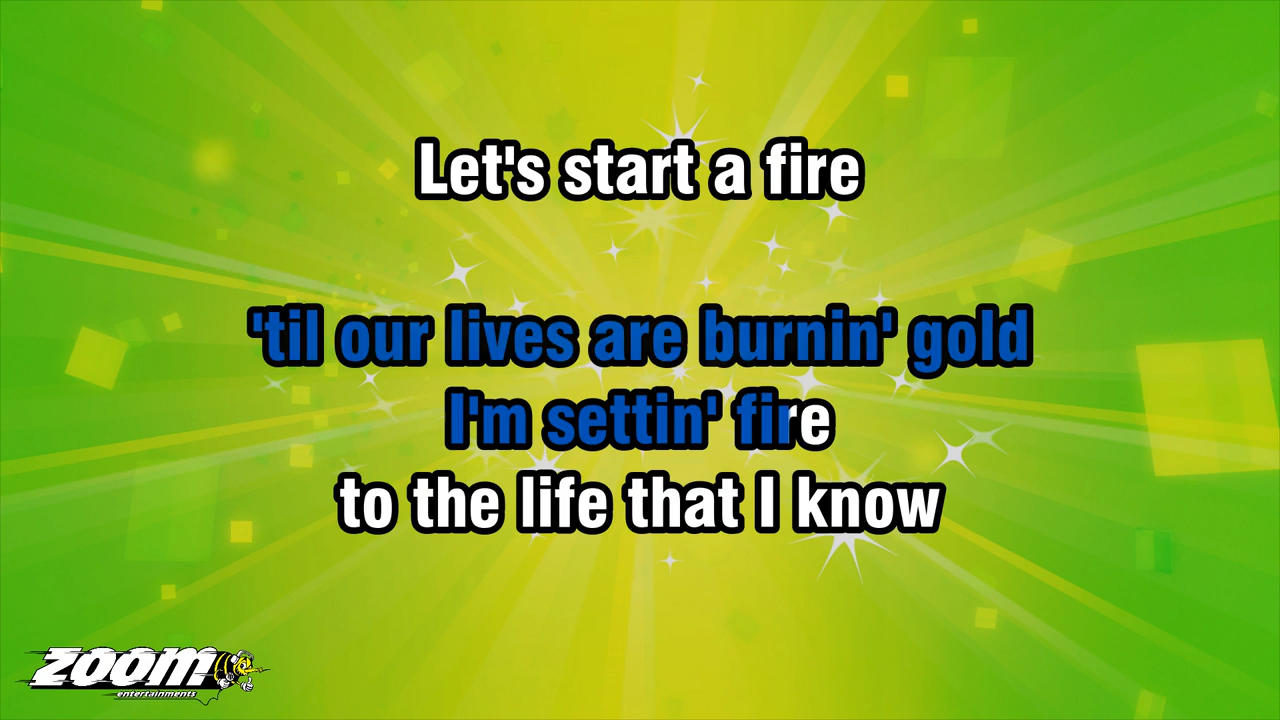 Let's start a fire
'til our lives are burnin' gold
I'm settin' fire
to the life that I know
zoom
entertainments